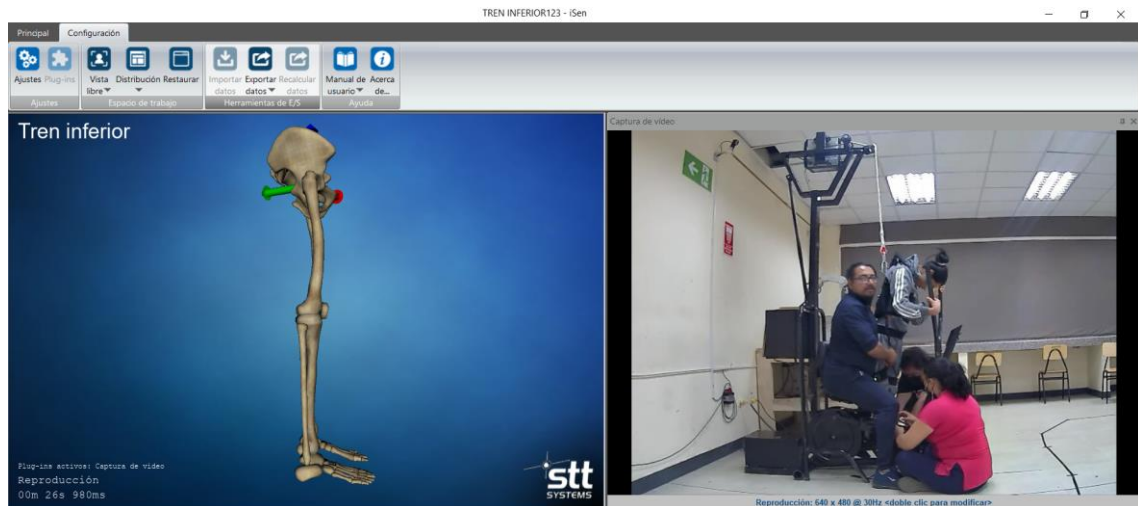 TREN INFERIOR123 - iSen
Principal
Configuración
Ajustes
Plug-ins
Vista
libre
Distribución
Restaurar
Importar
datos
Exportar
datos
Recalcular
datos
Manual de
usuario
Acerca
de...
Ajustes
Espacio de trabajo
Herramientas de E/S
Ayuda
Tren inferior
Plug-ins activos: Captura de vídeo
Reproducción
00m 26s 980ms
stt
SYSTEMS
Captura de vídeo
Reproducción: 640 x 480 @ 30Hz <doble clic para modificar>